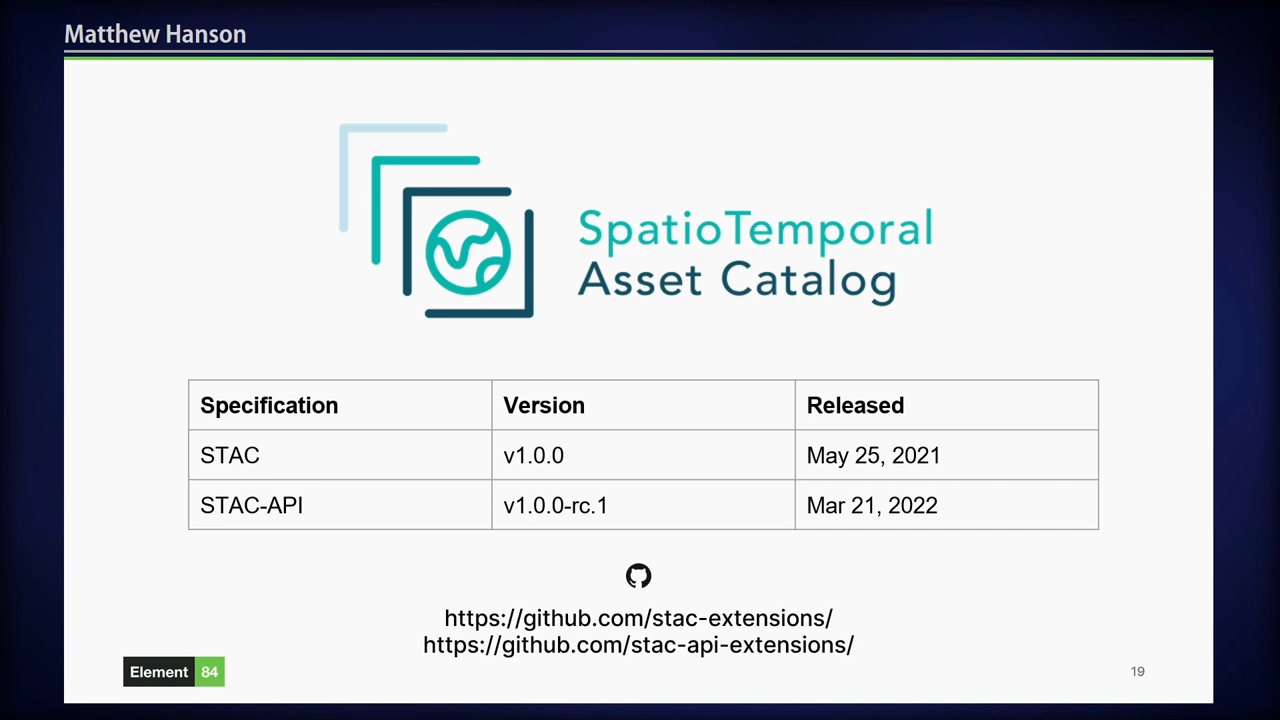 Matthew Hanson
SpatioTemporal
Asset Catalog
Specification Version Released
STAC v1.0.0 May 25, 2021
STAC-API v1.0.0-rc.1 Mar 21, 2022
https://github.com/stac-extensions/
https://github.com/stac-api-extensions/
Element 84
19